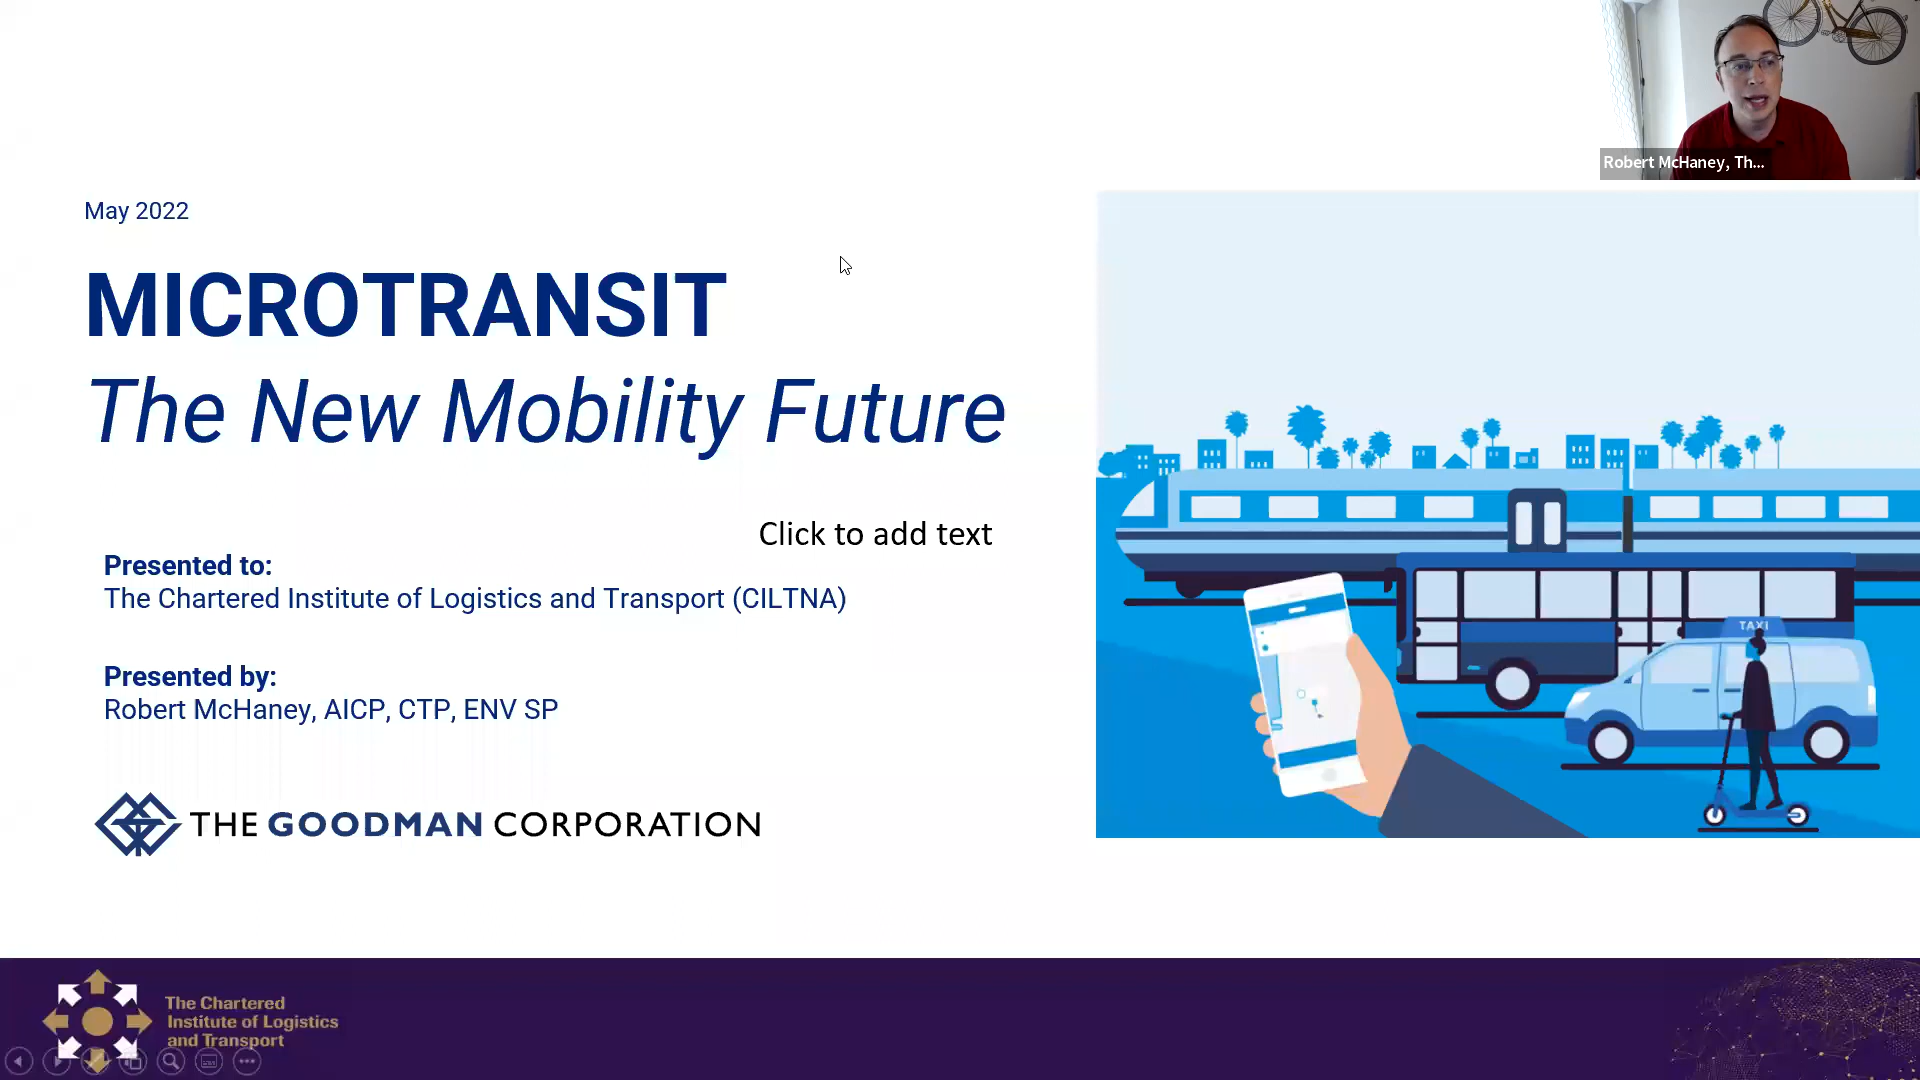 Robert McHaney, Th...
May 2022
MICROTRANSIT
The New Mobility Future
Click to add text
Presented to:
The Chartered Institute of Logistics and Transport (CILTNA)
Presented by:
Robert McHaney, AICP, CTP, ENV SP
THE GOODMAN CORPORATION
TAXI
The Chartered
Institute of Logistics
and Transport